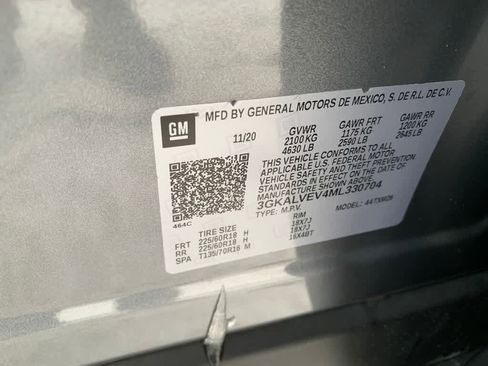 GM
MFD BY GENERAL MOTORS DE MEXICO, S. DE R.L. DE C.V.
11/20 GVWR GAWR FRT GAWR RR
2100 KG 1175 KG 1200 KG
4630 LB 2590 LB 2645 LB
THIS VEHICLE CONFORMS TO ALL
APPLICABLE U.S. FEDERAL MOTOR
VEHICLE SAFETY AND THEFT PREVENTION
STANDARDS IN EFFECT ON THE DATE OF
MANUFACTURE SHOWN ABOVE.
3GKALVEV4ML330704
TYPE: M.P.V. MODEL:
464C
TIRE SIZE RIM
FRT 225/60R18 H 18X7J
RR 225/60R18 H 18X7J
SPA T135/70R16 M 16X4BT